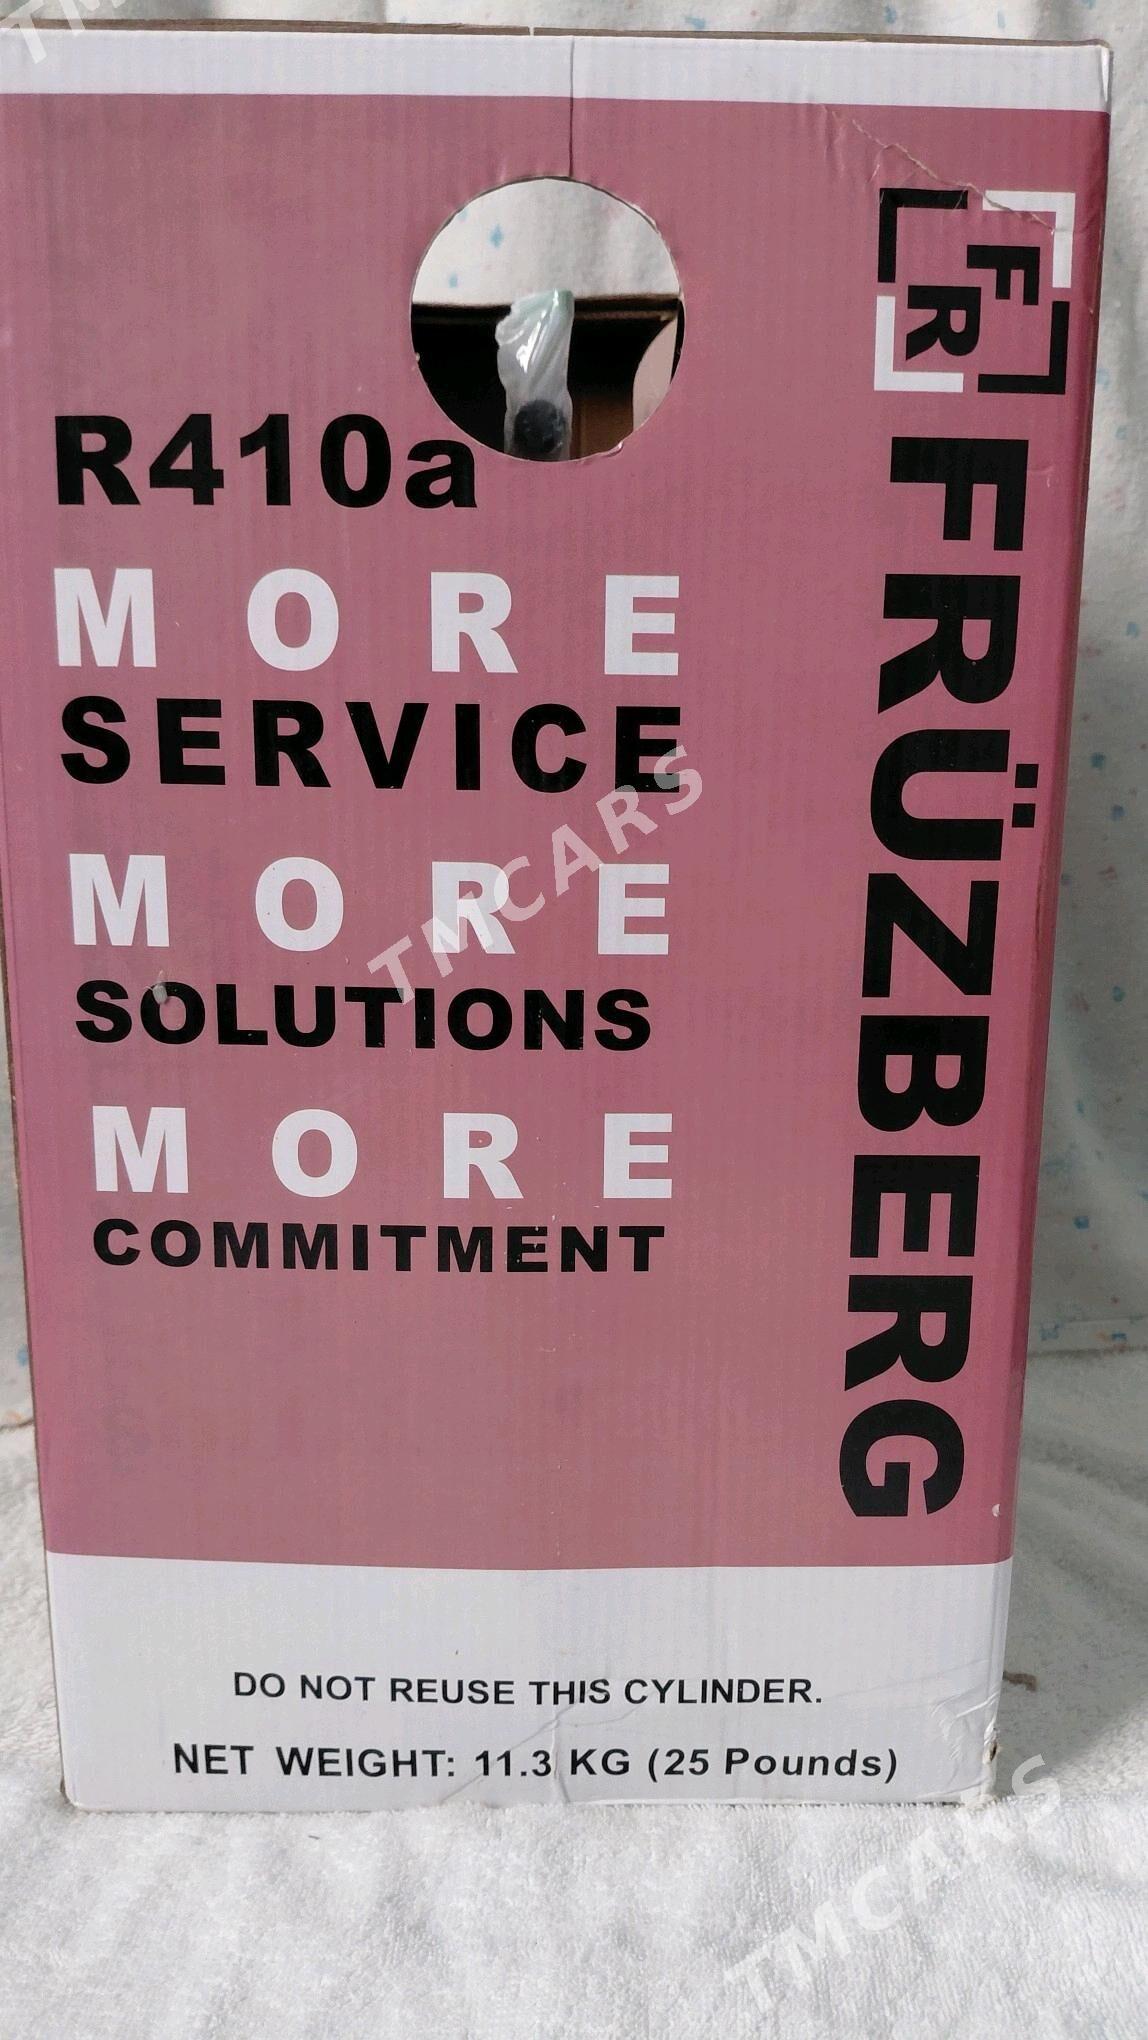 R410a
MORE
SERVICE
MORE
SOLUTIONS
MORE
COMMITMENT
FR
FRÜZBERG
DO NOT REUSE THIS CYLINDER.
NET WEIGHT: 11.3 KG (25 Pounds)
TMCARS
TMCARS
TM